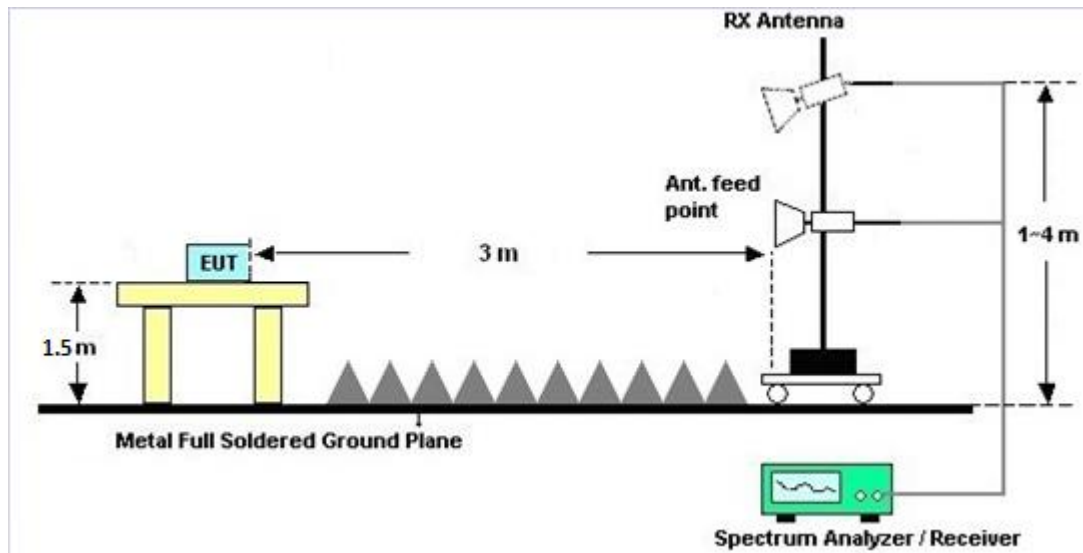 RX Antenna
Ant. feed
point
1~4 m
3 m
EUT
1.5 m
Metal Full Soldered Ground Plane
Spectrum Analyzer / Receiver